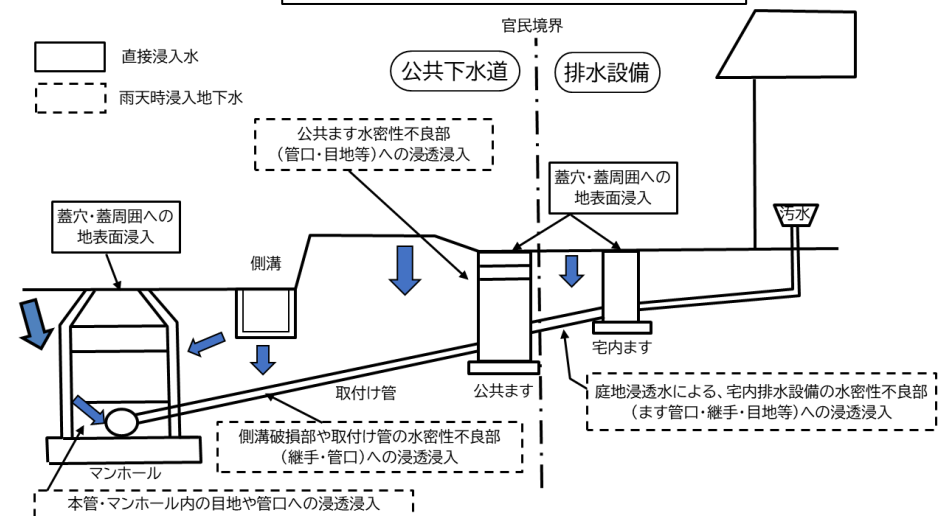 官民境界
直接浸入水
公共下水道
排水設備
雨天時浸入地下水
公共ます水密性不良部
(管口・目地等)への浸透浸入
蓋穴・蓋周囲への
地表面浸入
蓋穴・蓋周囲への
地表面浸入
汚水
側溝
宅内ます
取付け管
公共ます
庭地浸透水による、宅内排水設備の水密性不良部
(ます管口・継手・目地等)への浸透浸入
側溝破損部や取付け管の水密性不良部
(継手・管口)への浸透浸入
マンホール
本管・マンホール内の目地や管口への浸透浸入